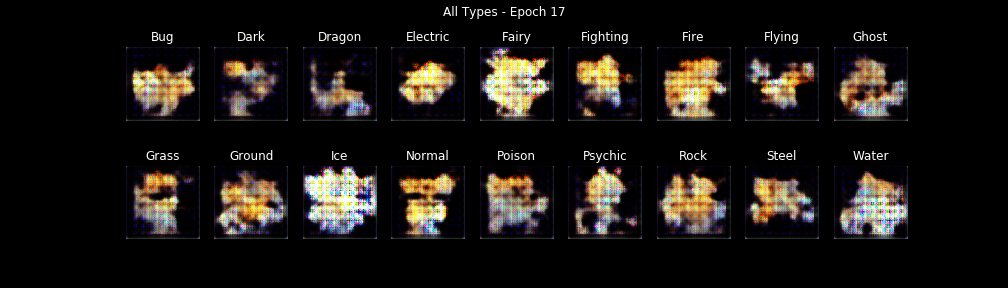 All Types - Epoch 17
Bug Dark Dragon Electric Fairy Fighting Fire Flying Ghost
Grass Ground Ice Normal Poison Psychic Rock Steel Water